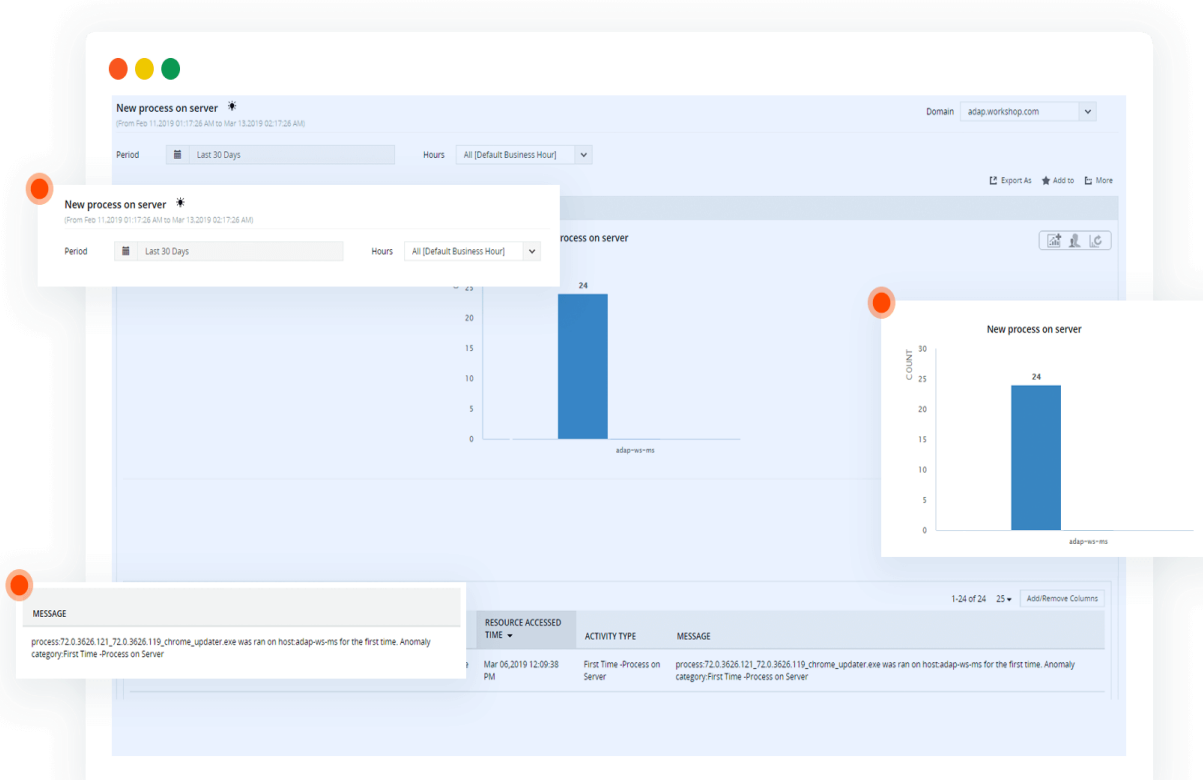 New process on server
(From Feb 11,2019 01:17:26 AM to Mar 13,2019 02:17:26 AM)
Domain adap.workshop.com
Period Last 30 Days Hours All [Default Business Hour]
Export As Add to More
New process on server
(From Feb 11,2019 01:17:26 AM to Mar 13,2019 02:17:26 AM)
Period Last 30 Days Hours All [Default Business Hour]
rocess on server
25
24
20
15
10
5
0
adap-ws-ms
New process on server
COUNT
30
25
24
20
15
10
5
0
adap-ws-ms
MESSAGE
process:72.0.3626.121_72.0.3626.119_chrome_updater.exe was ran on host:adap-ws-ms for the first time. Anomaly
category:First Time -Process on Server
1-24 of 24 25 Add/Remove Columns
RESOURCE ACCESSED
TIME ACTIVITY TYPE MESSAGE
e Mar 06,2019 12:09:38 First Time -Process on process:72.0.3626.121_72.0.3626.119_chrome_updater.exe was ran on host:adap-ws-ms for the first time. Anomaly
PM Server category:First Time -Process on Server